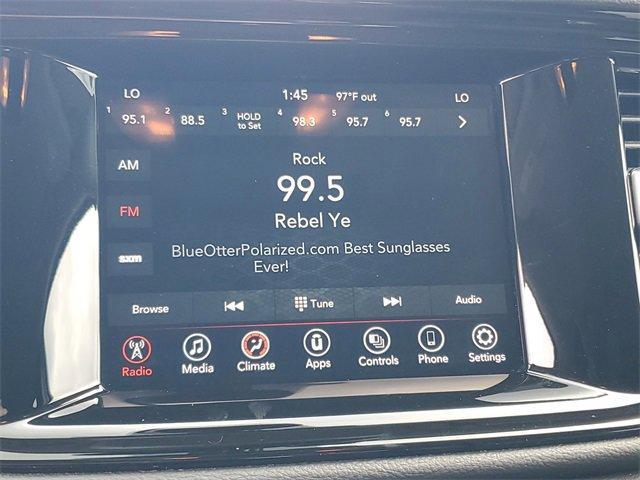 LO 1:45 97°F out LO
1 95.1 2 88.5 3 HOLD to Set 4 98.3 5 95.7 6 95.7
AM
Rock
99.5
FM
Rebel Ye
sxm
BlueOtterPolarized.com Best Sunglasses
Ever!
Browse Tune Audio
Radio Media Climate Apps Controls Phone Settings